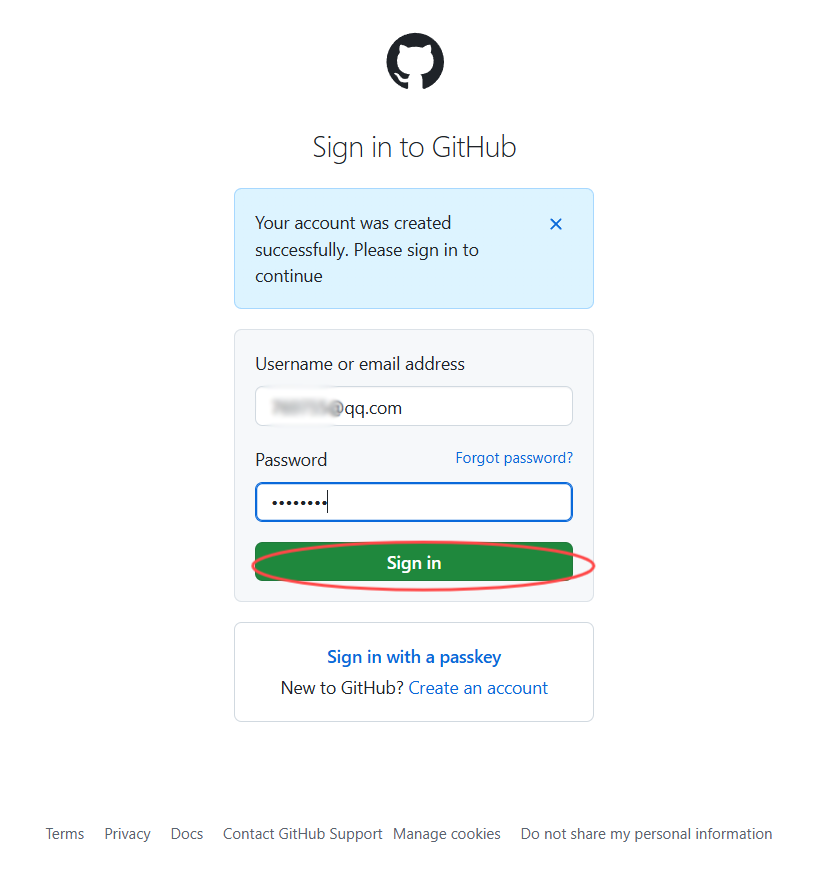 Sign in to GitHub
Your account was created
successfully. Please sign in to
continue
Username or email address
@qq.com
Password Forgot password?
Sign in
Sign in with a passkey
New to GitHub? Create an account
Terms Privacy Docs Contact GitHub Support Manage cookies Do not share my personal information